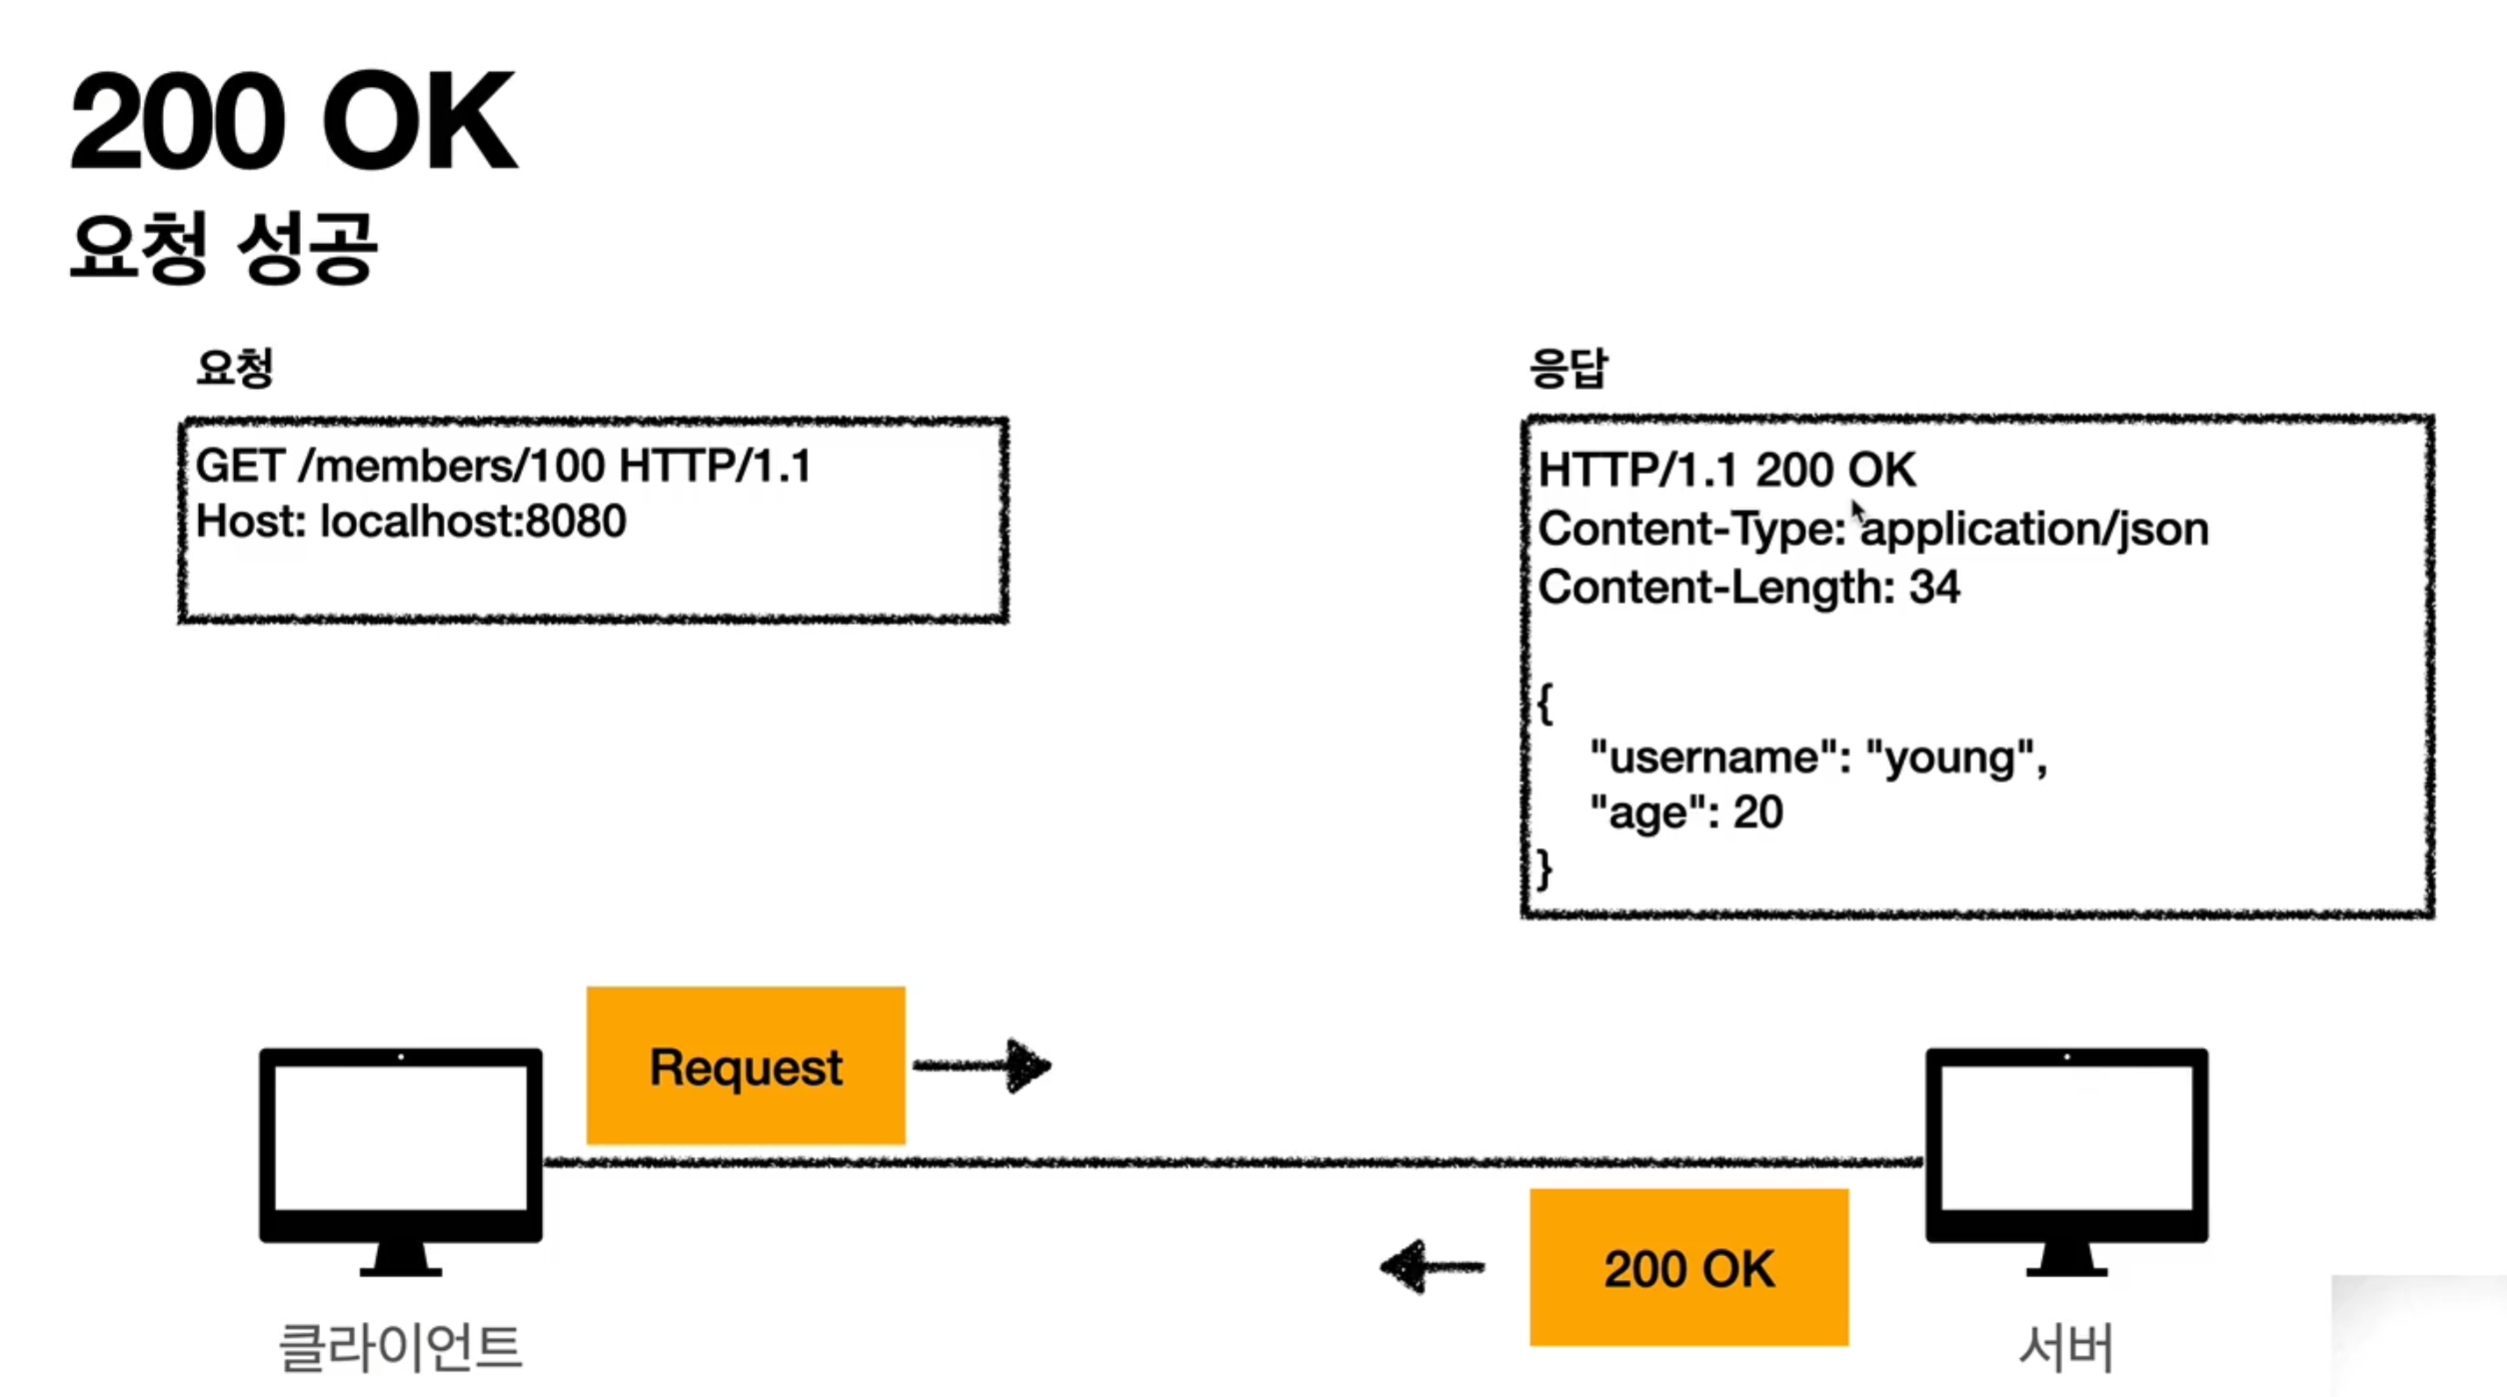 200 OK
요청 성공
요청
GET /members/100 HTTP/1.1
Host: localhost:8080
응답
HTTP/1.1 200 OK
Content-Type: application/json
Content-Length: 34
{
"username": "young",
"age": 20
}
Request
200 OK
클라이언트
서버